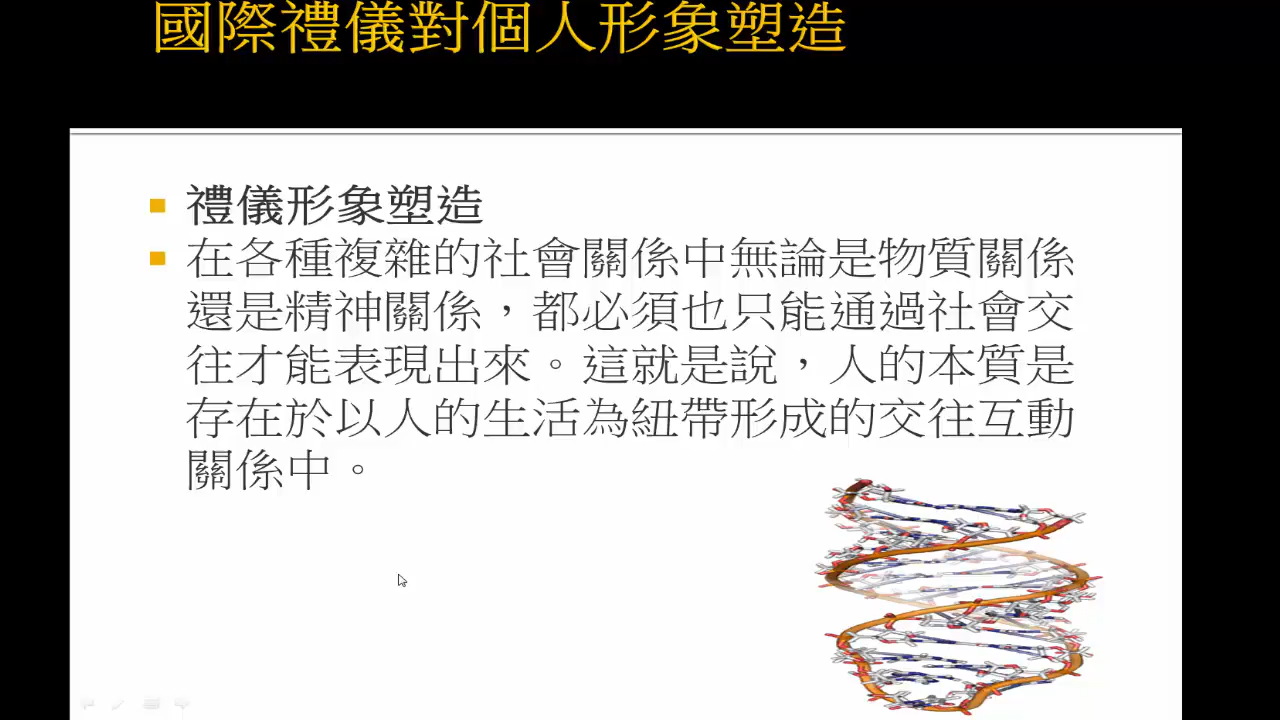 國際禮儀對個人形象塑造
禮儀形象塑造
在各種複雜的社會關係中無論是物質關係
還是精神關係，都必須也只能通過社會交
往才能表現出來。這就是說，人的本質是
存在於以人的生活為紐帶形成的交往互動
關係中。